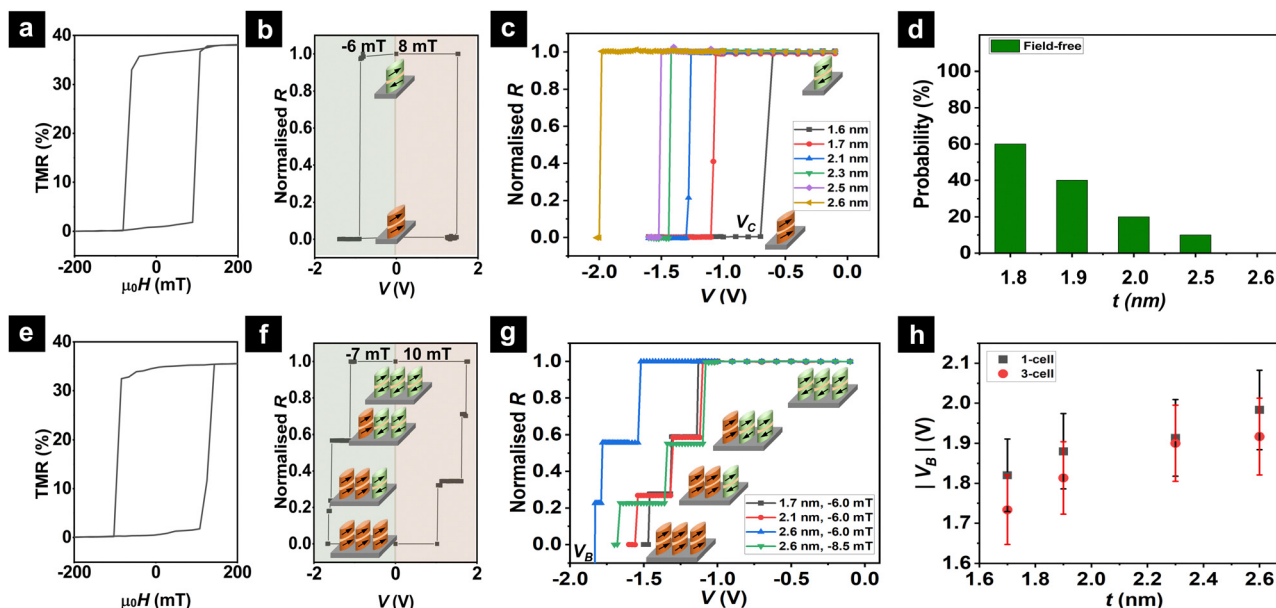 a
40
30
20
10
0
-200
0
200
TMR (%)
μ0H (mT)
b
-6 mT 8 mT
1.0
0.8
0.6
0.4
0.2
0.0
-2
0
2
Normalised R
V (V)
c
1.0
0.8
0.6
0.4
0.2
0.0
-2.0
-1.5
-1.0
-0.5
0.0
Normalised R
V (V)
1.6 nm
1.7 nm
2.1 nm
2.3 nm
2.5 nm
2.6 nm
VC
d
Field-free
100
80
60
40
20
0
1.8
1.9
2.0
2.5
2.6
Probability (%)
t (nm)
e
40
30
20
10
0
-200
0
200
TMR (%)
μ0H (mT)
f
-7 mT 10 mT
1.0
0.8
0.6
0.4
0.2
0.0
-2
0
2
Normalised R
V (V)
g
1.0
0.8
0.6
0.4
0.2
0.0
-2.0
-1.5
-1.0
-0.5
0.0
Normalised R
V (V)
VB
1.7 nm, -6.0 mT
2.1 nm, -6.0 mT
2.6 nm, -6.0 mT
2.6 nm, -8.5 mT
h
1-cell
3-cell
2.1
2.0
1.9
1.8
1.7
1.6
1.6
1.8
2.0
2.2
2.4
2.6
| VB | (V)
t (nm)